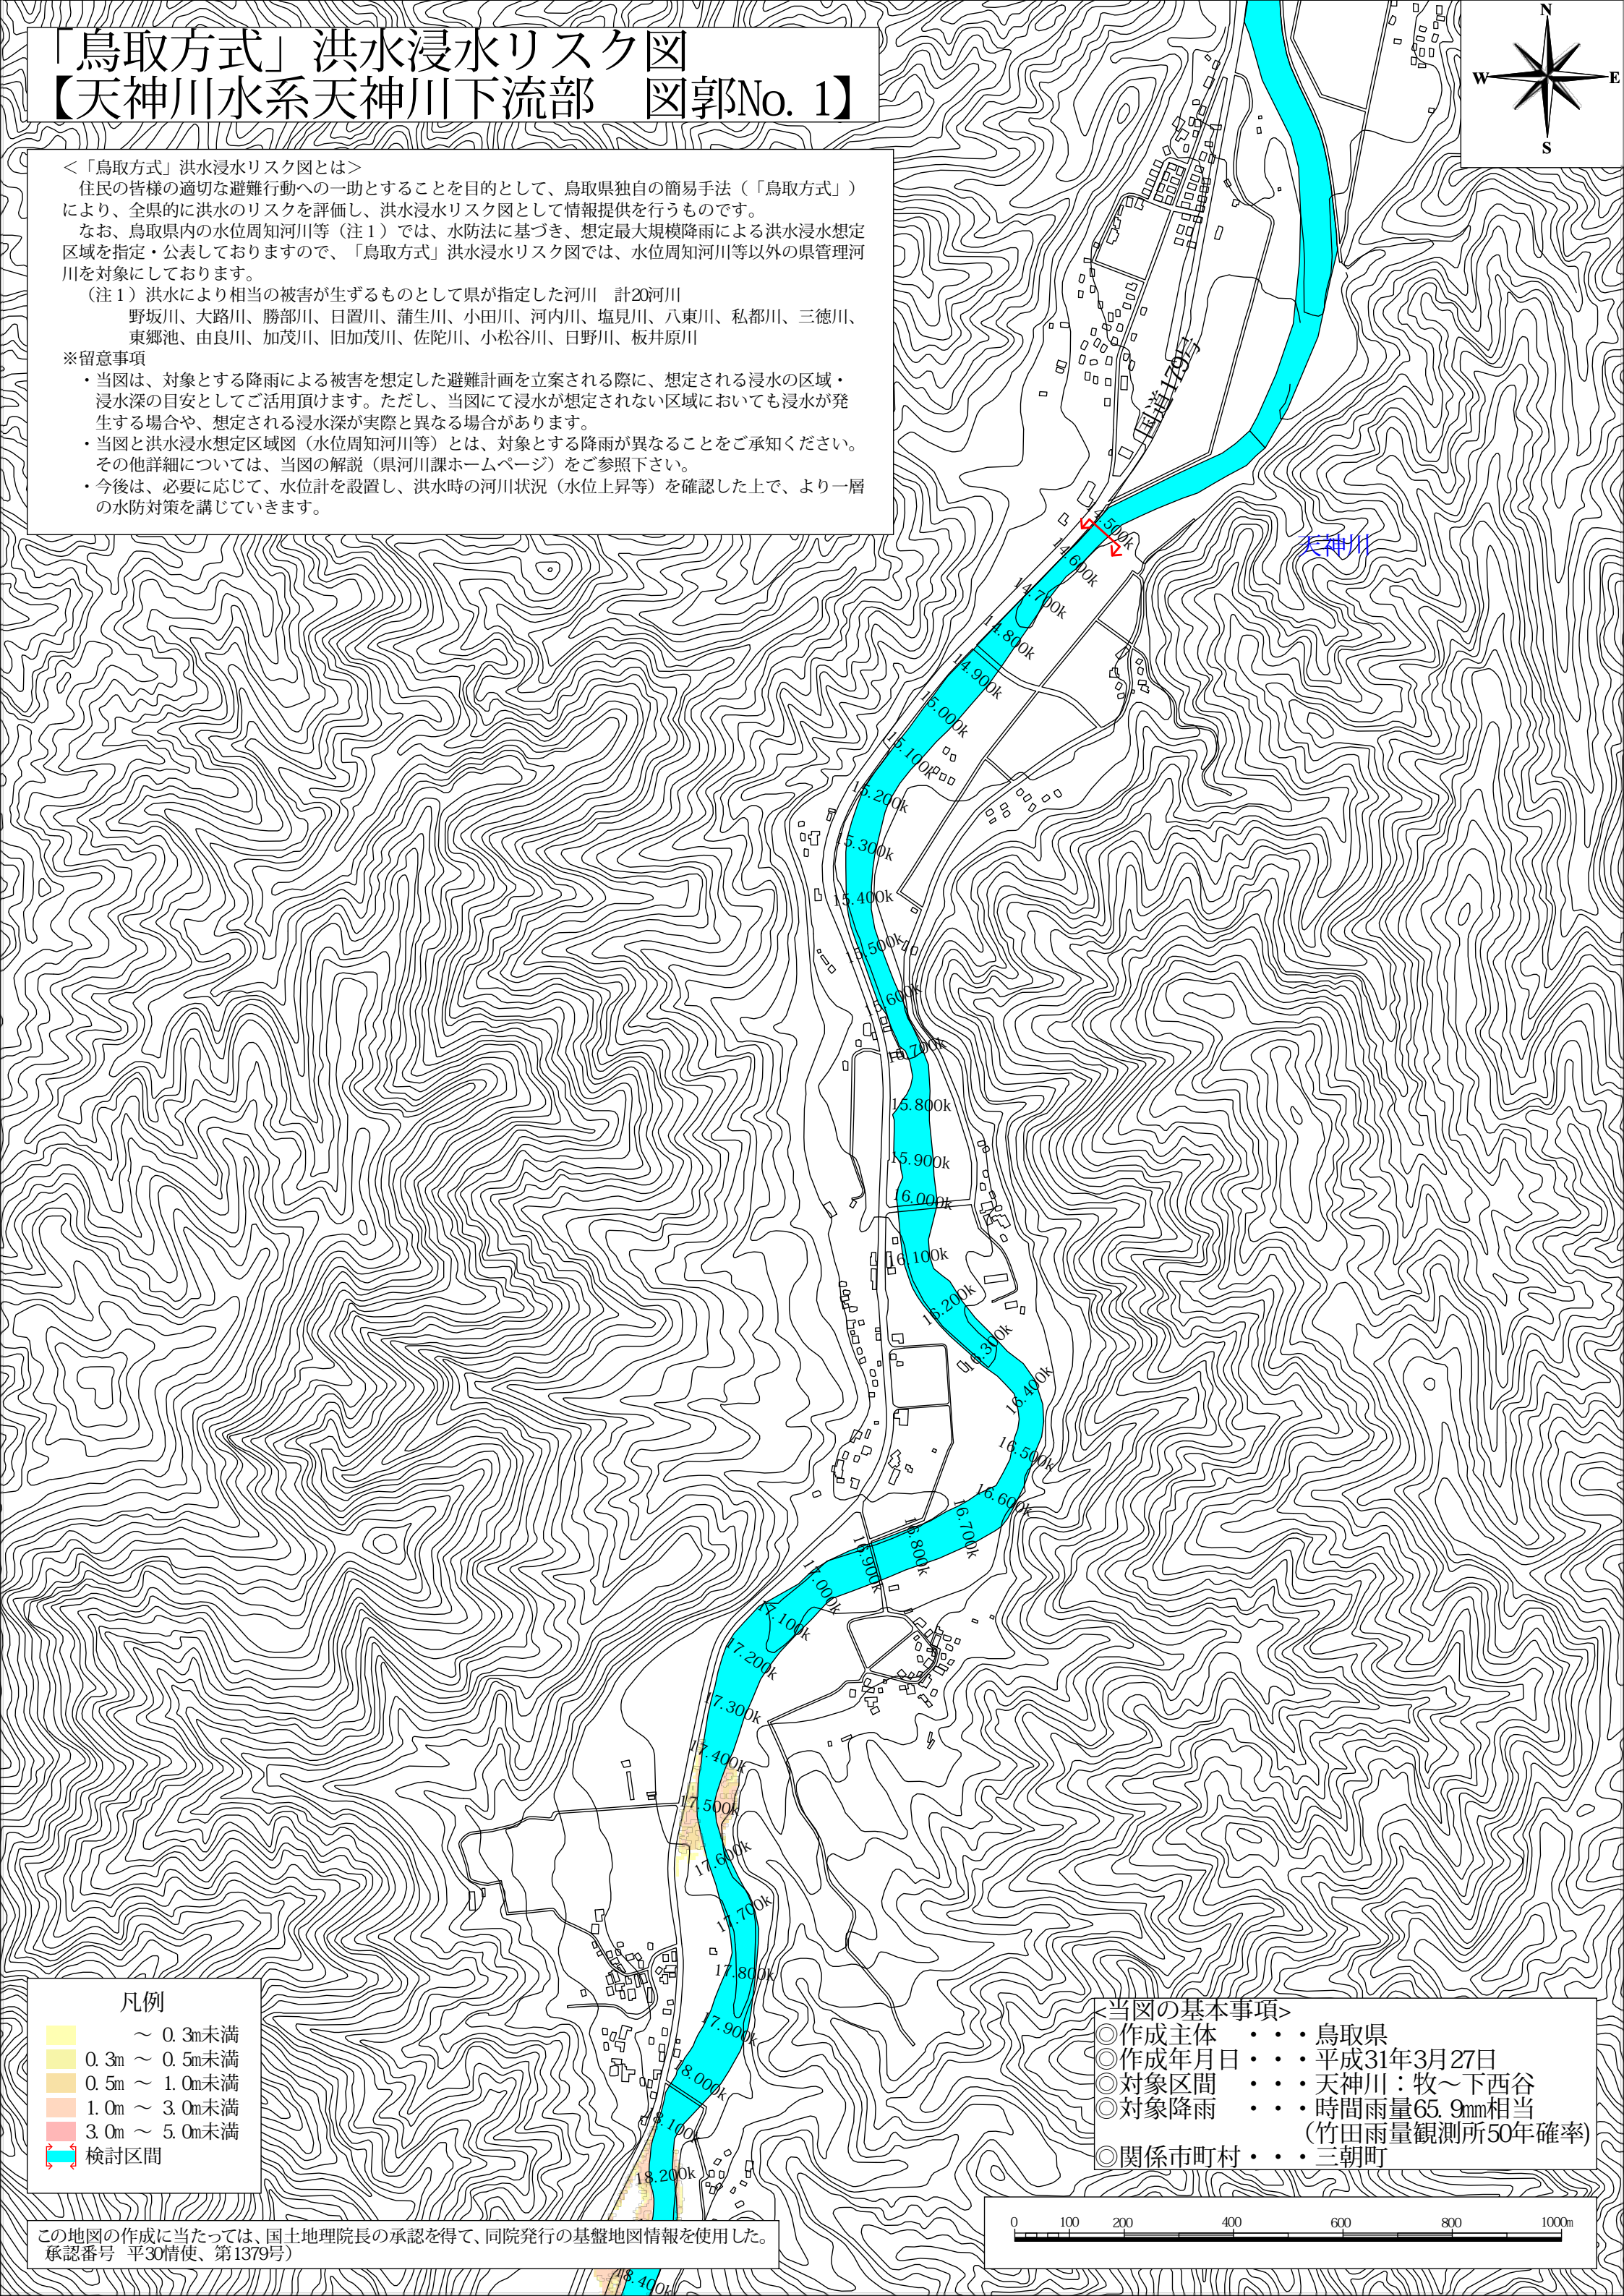 「鳥取方式」洪水浸水リスク図
【天神川水系天神川下流部　図郭No. 1】
N
W
E
S
＜「鳥取方式」洪水浸水リスク図とは＞
　住民の皆様の適切な避難行動への一助とすることを目的として、鳥取県独自の簡易手法（「鳥取方式」）
により、全県的に洪水のリスクを評価し、洪水浸水リスク図として情報提供を行うものです。
　なお、鳥取県内の水位周知河川等（注１）では、水防法に基づき、想定最大規模降雨による洪水浸水想定
区域を指定・公表しておりますので、「鳥取方式」洪水浸水リスク図では、水位周知河川等以外の県管理河
川を対象にしております。
（注１）洪水により相当の被害が生ずるものとして県が指定した河川　計20河川
野坂川、大路川、勝部川、日置川、蒲生川、小田川、河内川、塩見川、八東川、私都川、三徳川、
東郷池、由良川、加茂川、旧加茂川、佐陀川、小松谷川、日野川、板井原川
※留意事項
・当図は、対象とする降雨による被害を想定した避難計画を立案される際に、想定される浸水の区域・
浸水深の目安としてご活用頂けます。ただし、当図にて浸水が想定されない区域においても浸水が発
生する場合や、想定される浸水深が実際と異なる場合があります。
・当図と洪水浸水想定区域図（水位周知河川等）とは、対象とする降雨が異なることをご承知ください。
その他詳細については、当図の解説（県河川課ホームページ）をご参照下さい。
・今後は、必要に応じて、水位計を設置し、洪水時の河川状況（水位上昇等）を確認した上で、より一層
の水防対策を講じていきます。
国道179号
天神川
14.500k
14.600k
14.700k
14.800k
14.900k
15.000k
15.100k
15.200k
15.300k
15.400k
15.500k
15.600k
15.700k
15.800k
15.900k
16.000k
16.100k
16.200k
16.300k
16.400k
16.500k
16.600k
16.700k
16.800k
16.900k
17.000k
17.100k
17.200k
17.300k
17.400k
17.500k
17.600k
17.700k
17.800k
17.900k
18.000k
18.100k
18.200k
18.400k
凡例
～ 0.3m未満
0.3m ～ 0.5m未満
0.5m ～ 1.0m未満
1.0m ～ 3.0m未満
3.0m ～ 5.0m未満
検討区間
この地図の作成に当たっては、国土地理院長の承認を得て、同院発行の基盤地図情報を使用した。
承認番号　平30情使、第1379号）
<当図の基本事項>
◎作成主体　・・・鳥取県
◎作成年月日・・・平成31年3月27日
◎対象区間　・・・天神川：牧～下西谷
◎対象降雨　・・・時間雨量65.9mm相当
（竹田雨量観測所50年確率)
◎関係市町村・・・三朝町
0 100 200 400 600 800 1000m